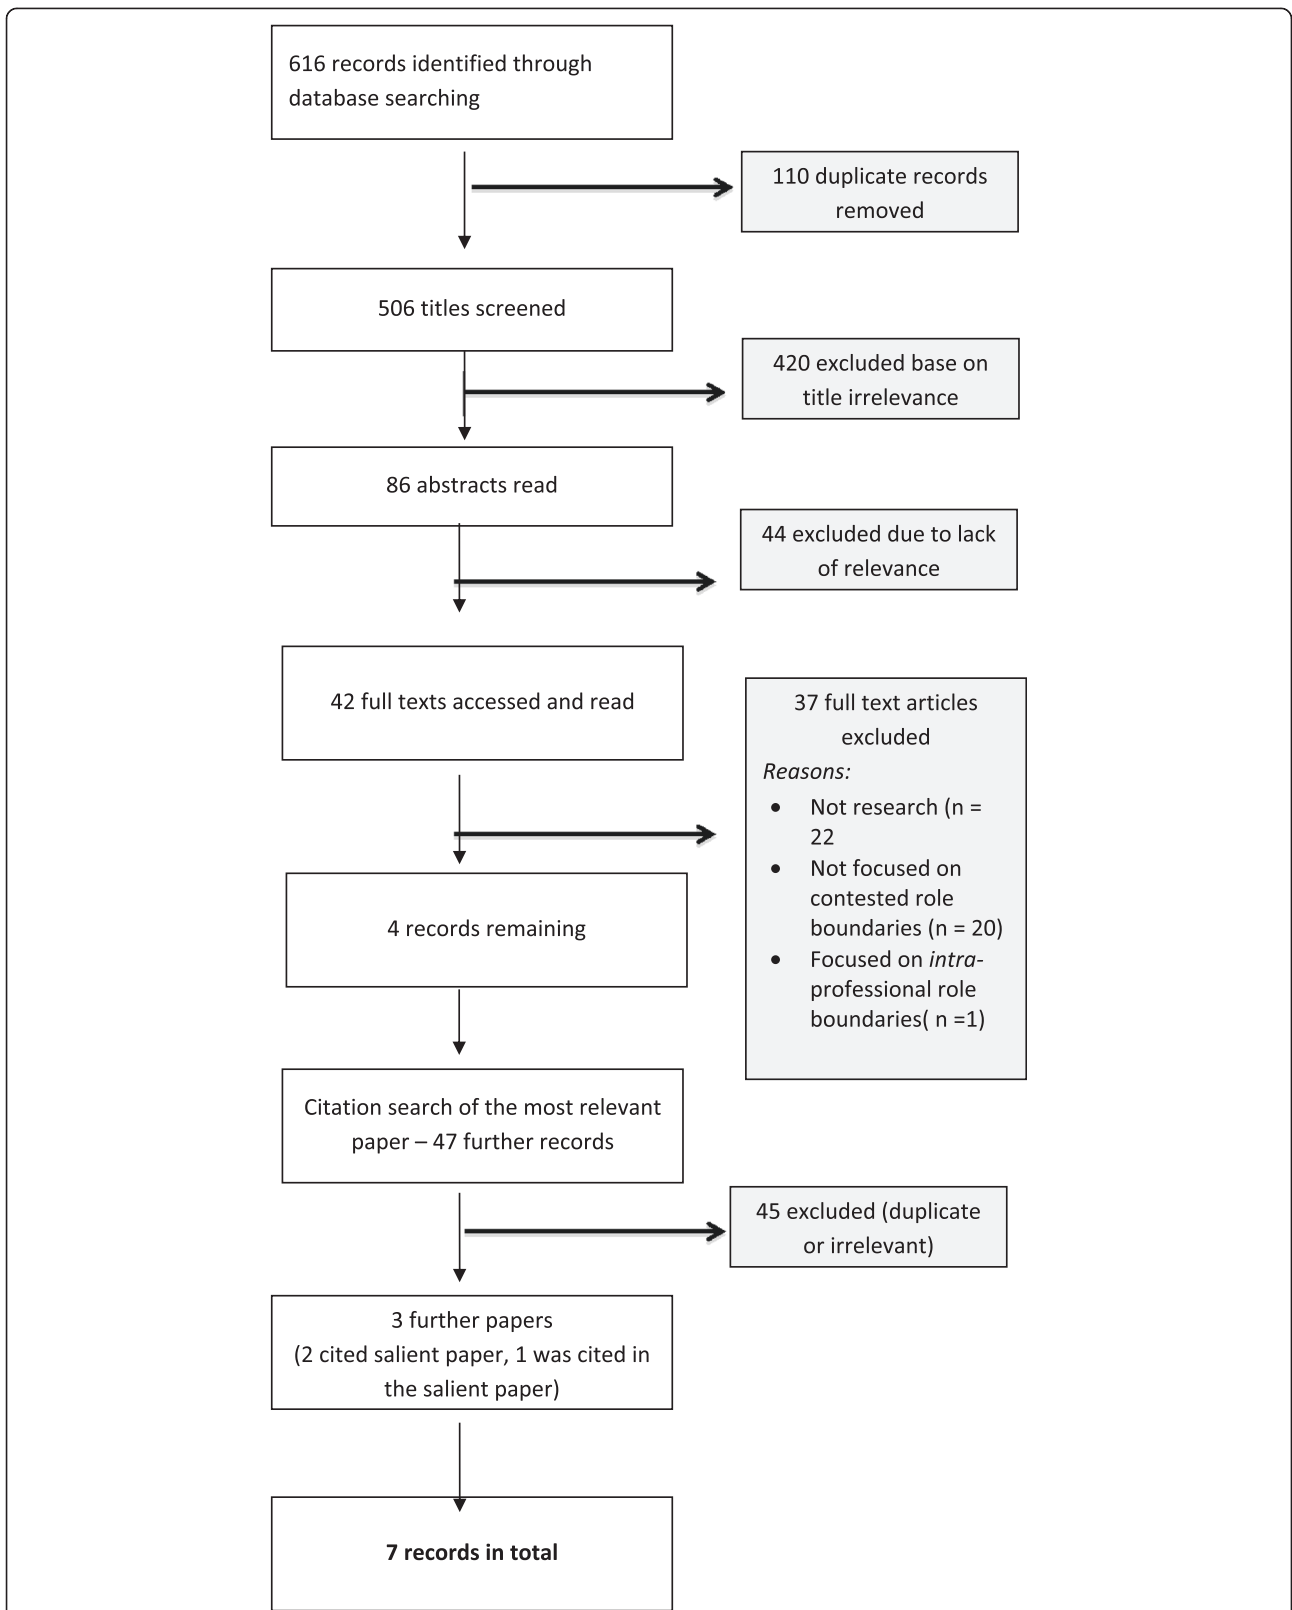 616 records identified through
database searching
110 duplicate records
removed
506 titles screened
420 excluded base on
title irrelevance
86 abstracts read
44 excluded due to lack
of relevance
42 full texts accessed and read
37 full text articles
excluded
Reasons:
• Not research (n =
22
• Not focused on
contested role
boundaries (n = 20)
• Focused on intra-
professional role
boundaries( n =1)
4 records remaining
Citation search of the most relevant
paper – 47 further records
45 excluded (duplicate
or irrelevant)
3 further papers
(2 cited salient paper, 1 was cited in
the salient paper)
7 records in total